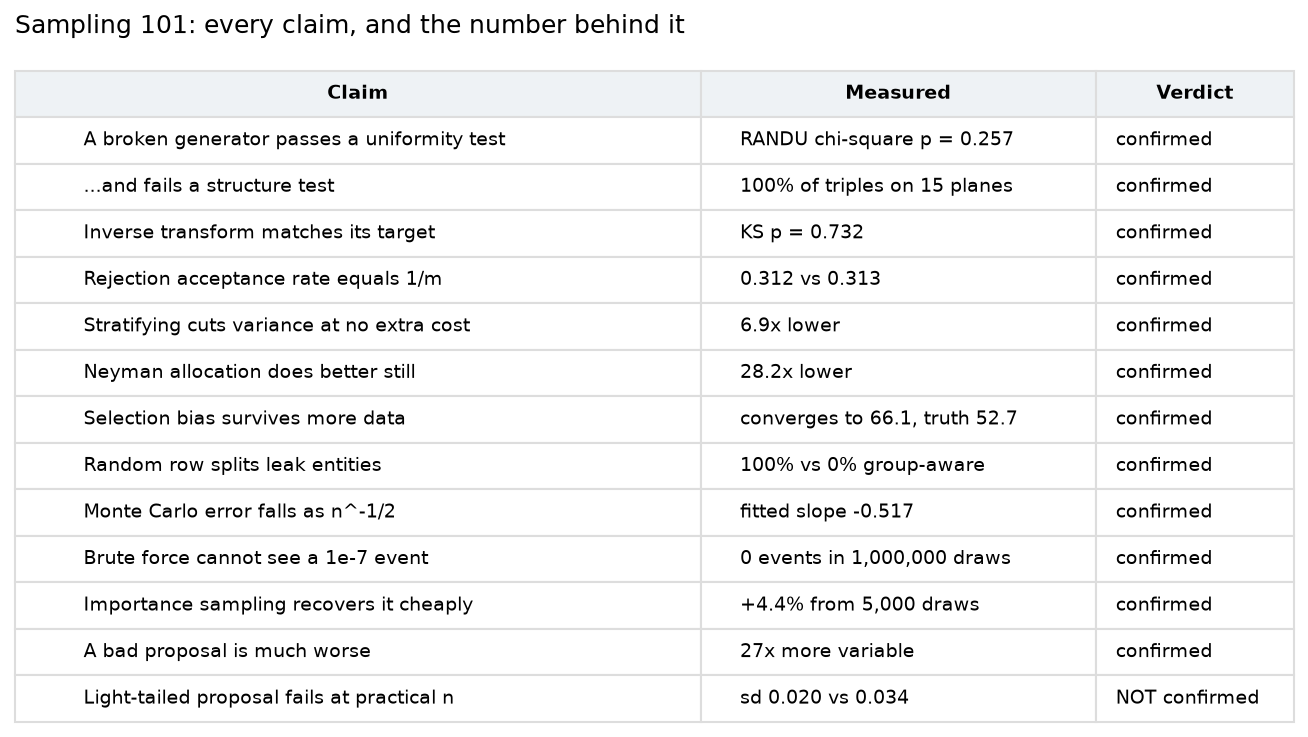 Sampling 101: every claim, and the number behind it
Claim Measured Verdict
A broken generator passes a uniformity test RANDU chi-square p = 0.257 confirmed
...and fails a structure test 100% of triples on 15 planes confirmed
Inverse transform matches its target KS p = 0.732 confirmed
Rejection acceptance rate equals 1/m 0.312 vs 0.313 confirmed
Stratifying cuts variance at no extra cost 6.9x lower confirmed
Neyman allocation does better still 28.2x lower confirmed
Selection bias survives more data converges to 66.1, truth 52.7 confirmed
Random row splits leak entities 100% vs 0% group-aware confirmed
Monte Carlo error falls as n^-1/2 fitted slope -0.517 confirmed
Brute force cannot see a 1e-7 event 0 events in 1,000,000 draws confirmed
Importance sampling recovers it cheaply +4.4% from 5,000 draws confirmed
A bad proposal is much worse 27x more variable confirmed
Light-tailed proposal fails at practical n sd 0.020 vs 0.034 NOT confirmed